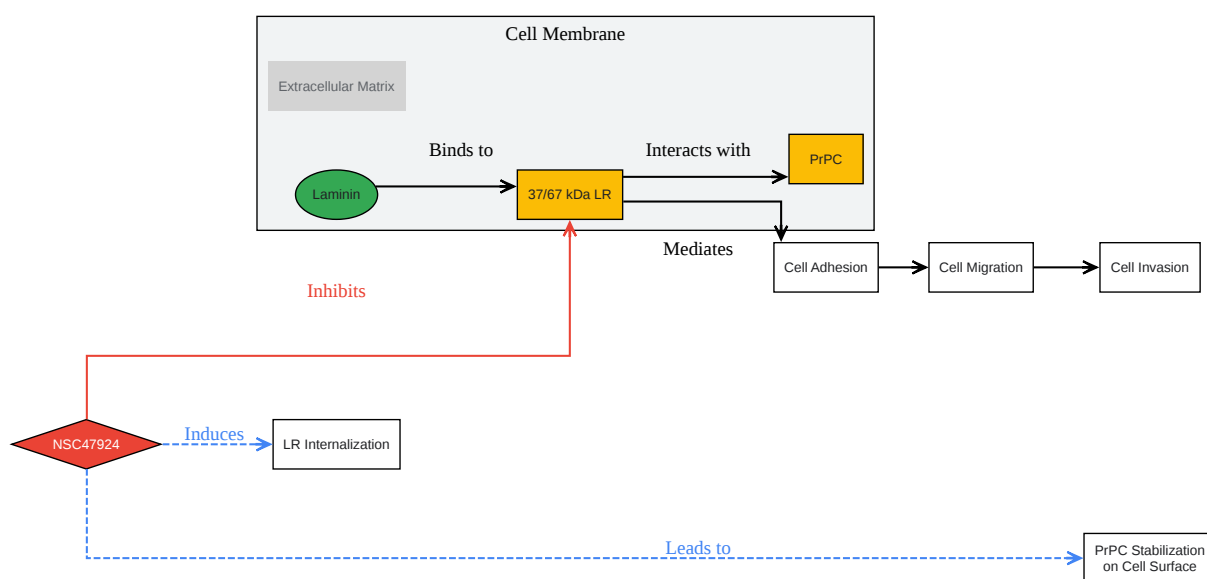 Cell Membrane
Extracellular Matrix
Binds to
Interacts with
PrPC
Laminin
37/67 kDa LR
Mediates
Cell Adhesion
Cell Migration
Cell Invasion
Inhibits
NSC47924
Induces
LR Internalization
Leads to
PrPC Stabilization
on Cell Surface